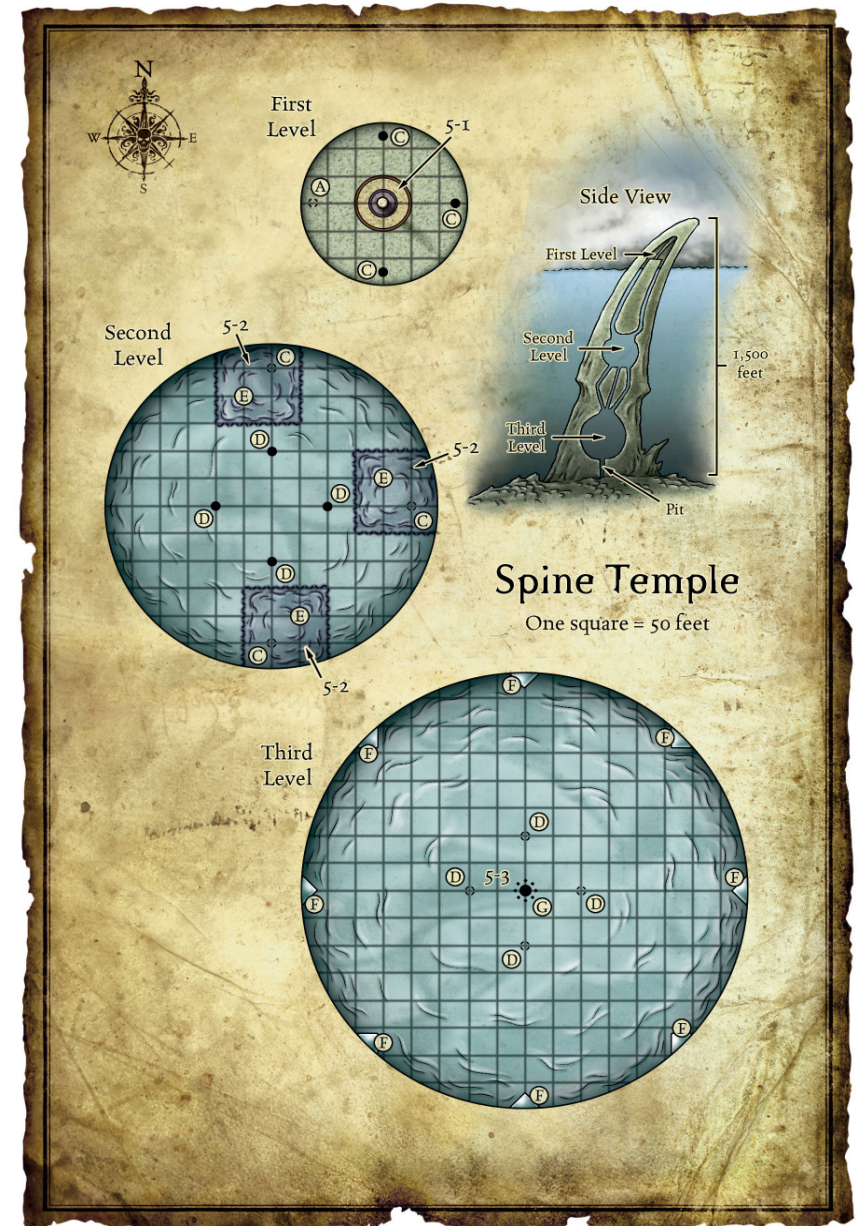 N
W
E
S
First
Level
C
5-1
A
C
C
Side View
First Level
Second
Level
Third
Level
1,500
feet
Pit
Second
Level
5-2
C
E
D
5-2
E
D
D
C
D
E
C
5-2
Spine Temple
One square = 50 feet
Third
Level
F
F
F
D
D
5-3
D
G
F
F
D
F
F
F